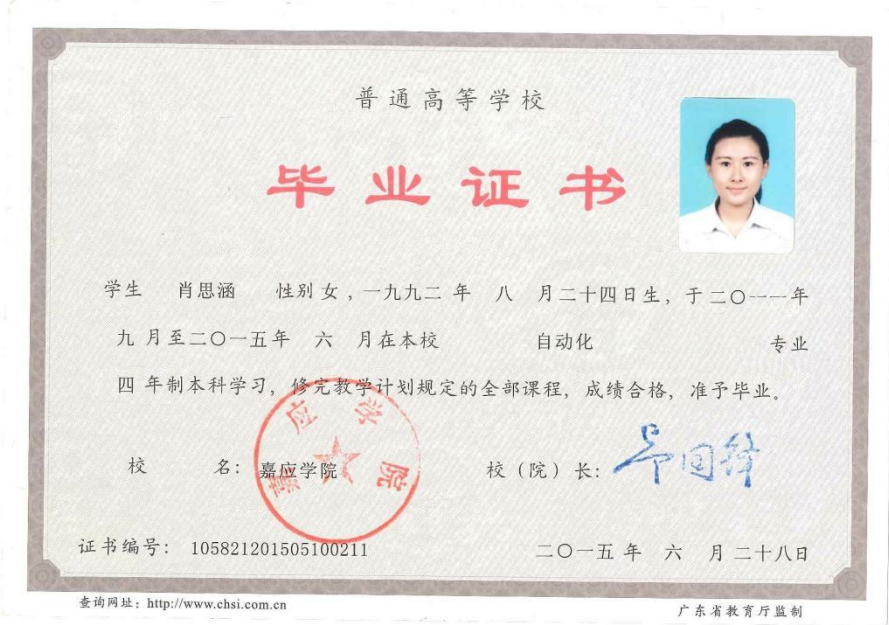 普通高等学校
毕业证书
学生 肖思涵 性别 女，一九九二 年 八 月二十四日生，于二〇一一年
九 月至二〇一五年 六 月在本校 自动化 专业
四 年制本科学习，修完教学计划规定的全部课程，成绩合格，准予毕业。
校 名：嘉应学院 校（院）长：
嘉应学院
证书编号： 105821201505100211 二〇一五 年 六 月 二十八日
查询网址：http://www.chsi.com.cn 广东省教育厅监制